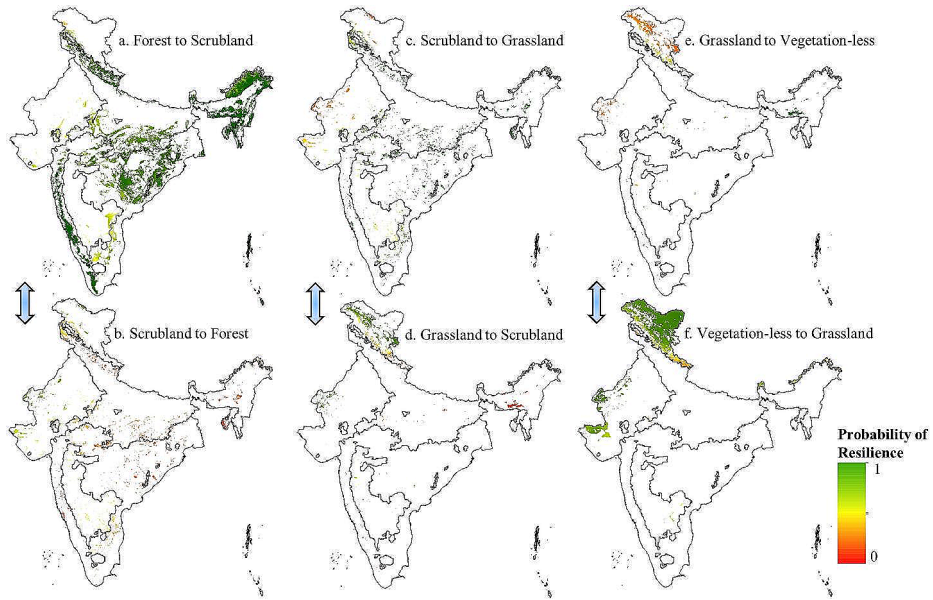 a. Forest to Scrubland
c. Scrubland to Grassland
e. Grassland to Vegetation-less
b. Scrubland to Forest
d. Grassland to Scrubland
f. Vegetation-less to Grassland
Probability of
Resilience
1
0